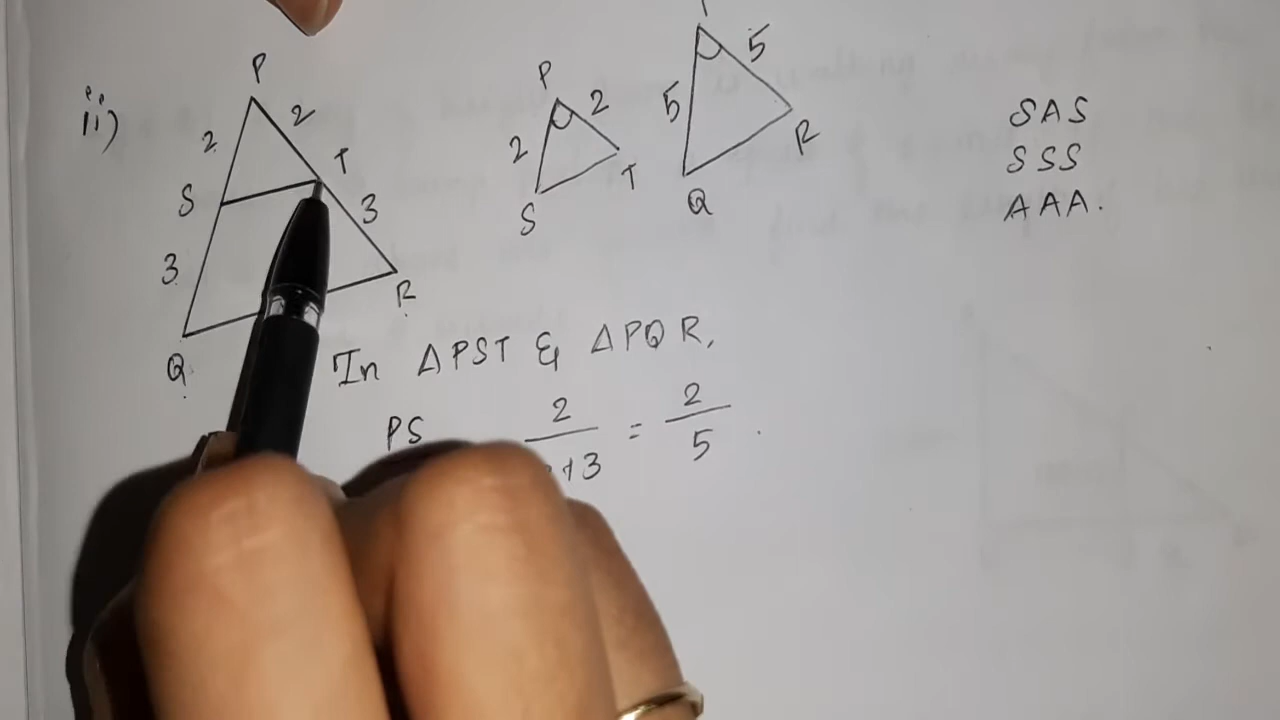 ii)
P
2 2
S T
3 3
Q R
P
2 2
S T
5 5
Q R
SAS
SSS
AAA.
In ΔPST & ΔPQR,
PS 2 = 2
+3 5 .